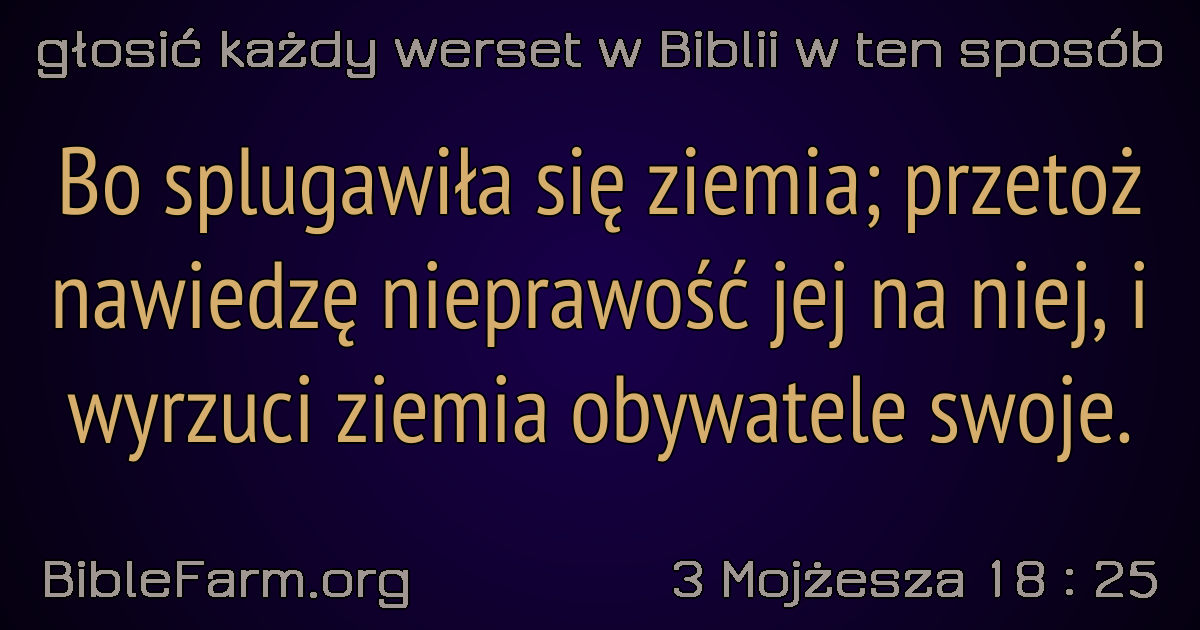 głosić każdy werset w Biblii w ten sposób
Bo splugawiła się ziemia; przetoż
nawiedzę nieprawość jej na niej, i
wyrzuci ziemia obywatele swoje.
BibleFarm.org
3 Mojżesza 18 : 25